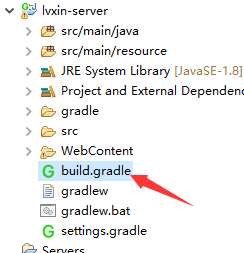 lvxin-server
src/main/java
src/main/resource
JRE System Library [JavaSE-1.8]
Project and External Dependenc
gradle
src
WebContent
build.gradle
gradlew
gradlew.bat
settings.gradle
Servers